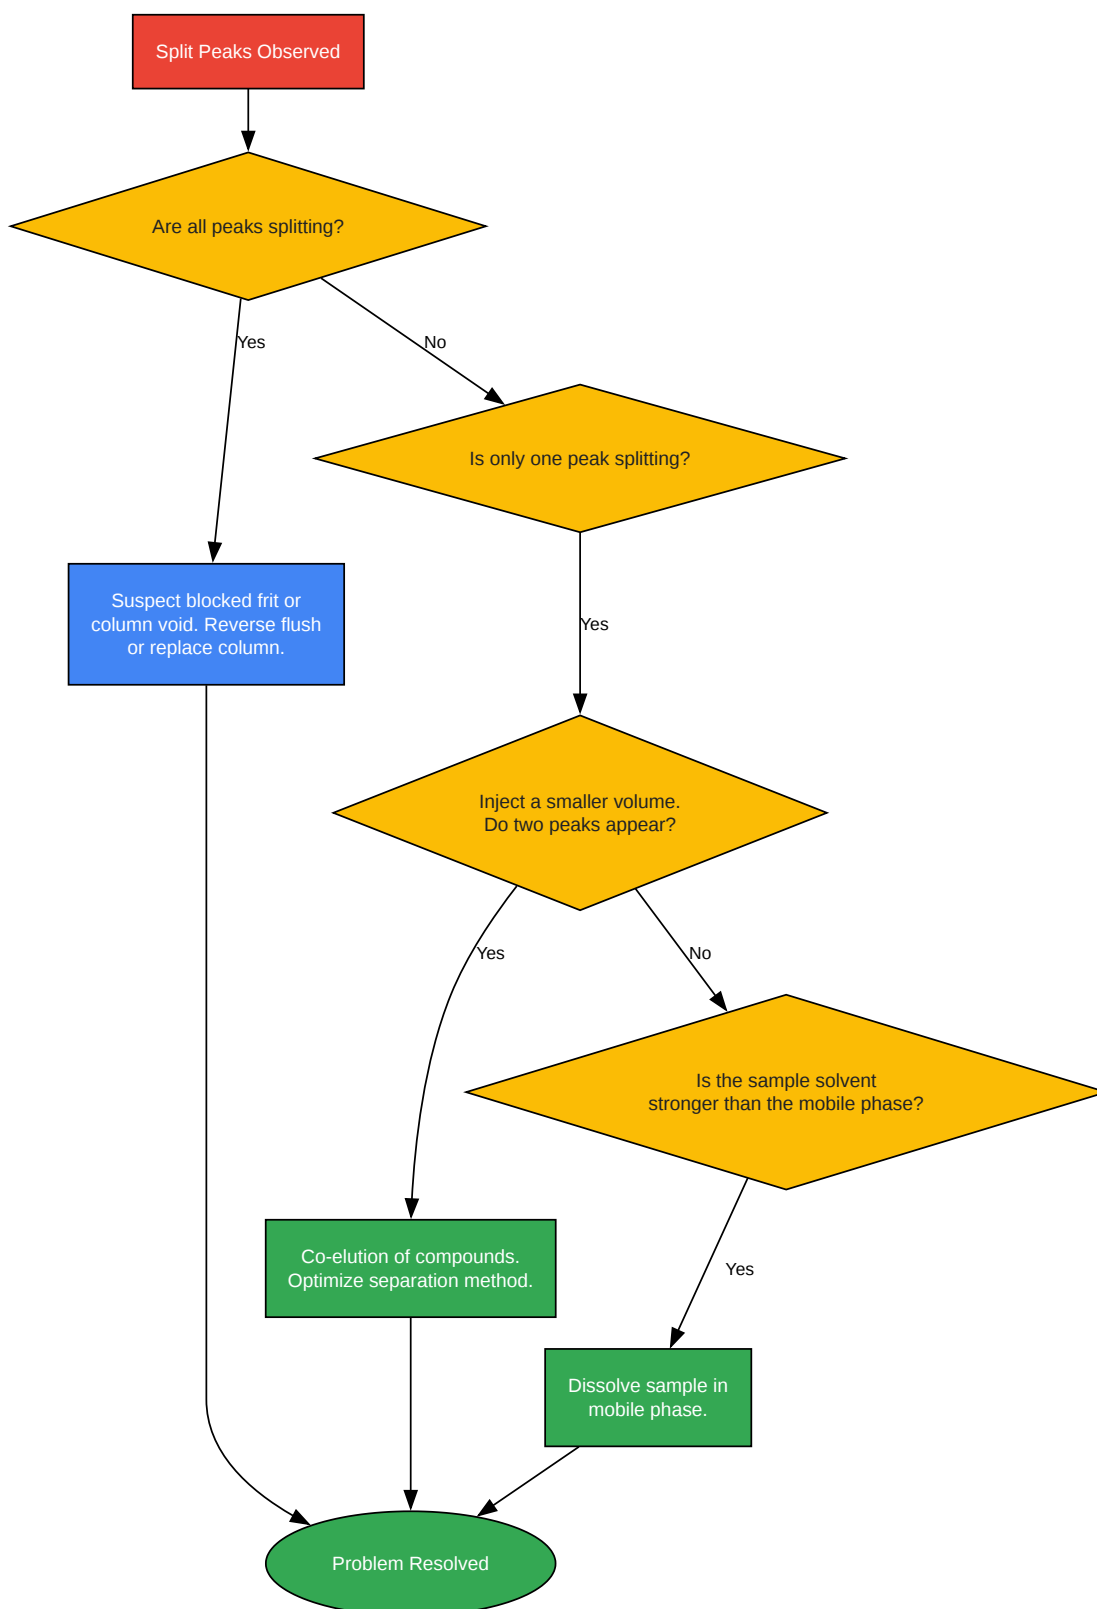 Split Peaks Observed
Are all peaks splitting?
Yes
No
Is only one peak splitting?
Suspect blocked frit or
column void. Reverse flush
or replace column.
Yes
Inject a smaller volume.
Do two peaks appear?
Yes
No
Is the sample solvent
stronger than the mobile phase?
Co-elution of compounds.
Optimize separation method.
Yes
Dissolve sample in
mobile phase.
Problem Resolved